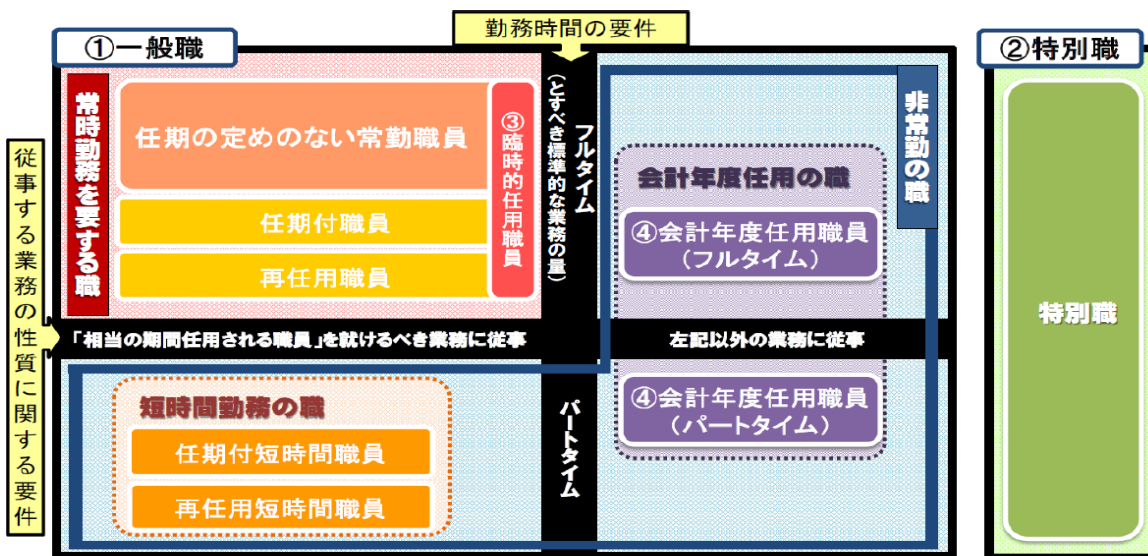 勤務時間の要件
①一般職
②特別職
従事する業務の性質に関する要件
常時勤務を要する職
任期の定めのない常勤職員
任期付職員
再任用職員
③臨時的任用職員
フルタイム
(とすべき標準的な業務の量)
非常勤の職
会計年度任用の職
④会計年度任用職員
(フルタイム)
特別職
「相当の期間任用される職員」を就けるべき業務に従事
左記以外の業務に従事
短時間勤務の職
任期付短時間職員
再任用短時間職員
パートタイム
④会計年度任用職員
(パートタイム)